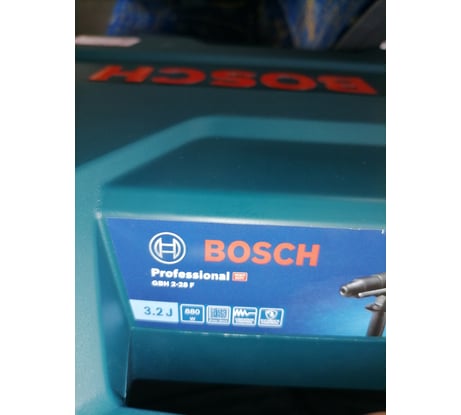 BOSCH
BOSCH
Professional
GBH 2-28 F
3.2 J
880
W